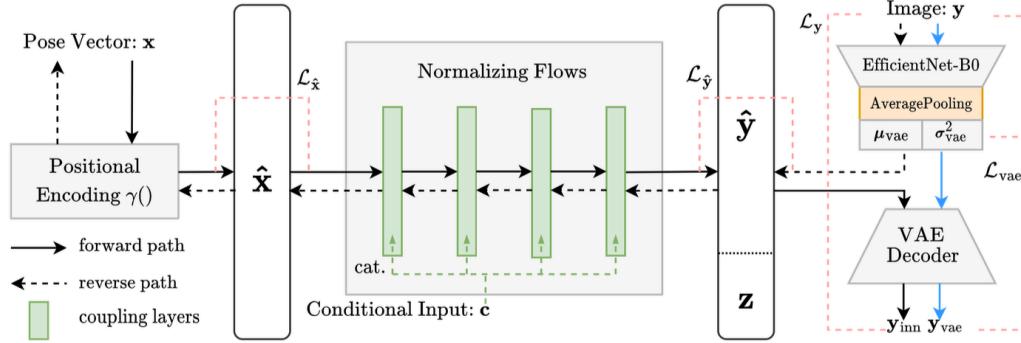 Pose Vector: x
Positional
Encoding γ()
forward path
reverse path
coupling layers
ℒx̂
x̂
Normalizing Flows
cat.
Conditional Input: c
ℒŷ
ŷ
z
ℒy
Image: y
EfficientNet-B0
AveragePooling
μvae σ²vae
ℒvae
VAE
Decoder
yinn yvae